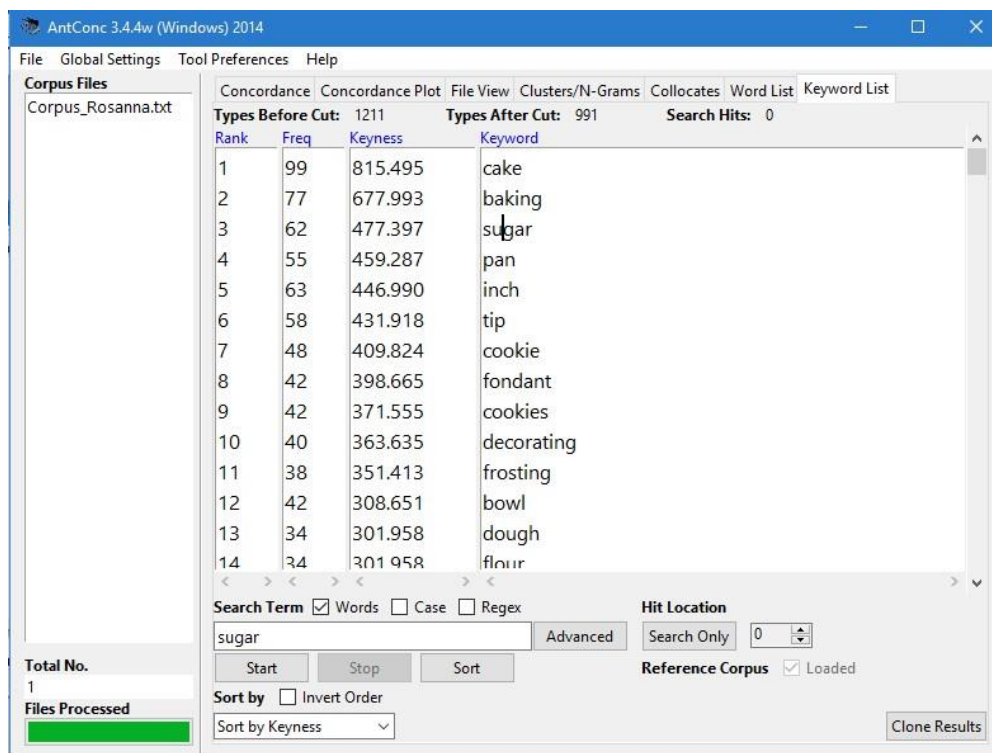 AntConc 3.4.4w (Windows) 2014
File Global Settings Tool Preferences Help
Corpus Files
Corpus_Rosanna.txt
Concordance Concordance Plot File View Clusters/N-Grams Collocates Word List Keyword List
Types Before Cut: 1211 Types After Cut: 991 Search Hits: 0
Rank Freq Keyness Keyword
1 99 815.495 cake
2 77 677.993 baking
3 62 477.397 sugar
4 55 459.287 pan
5 63 446.990 inch
6 58 431.918 tip
7 48 409.824 cookie
8 42 398.665 fondant
9 42 371.555 cookies
10 40 363.635 decorating
11 38 351.413 frosting
12 42 308.651 bowl
13 34 301.958 dough
14 34 301.958 flour
Search Term Words Case Regex Hit Location
sugar Advanced Search Only 0
Start Stop Sort Reference Corpus Loaded
Total No.
1
Files Processed
Sort by Invert Order
Sort by Keyness Clone Results